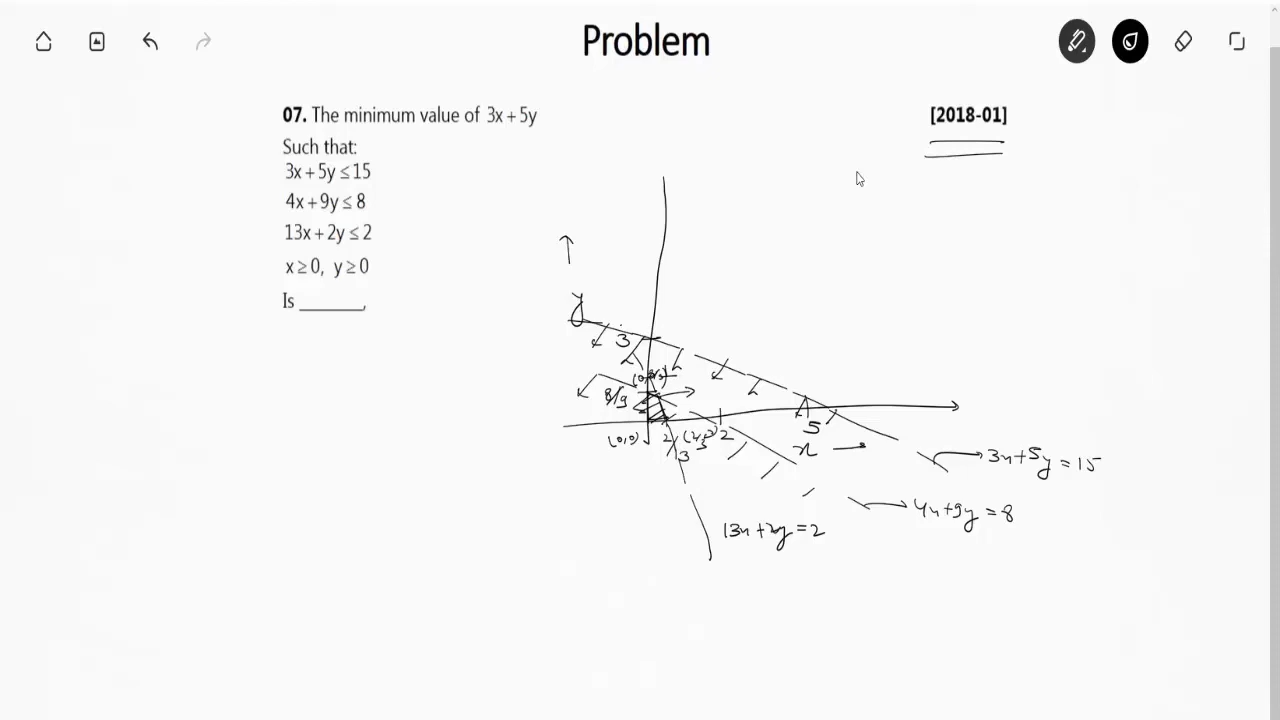 Problem
07. The minimum value of 3x + 5y
[2018-01]
Such that:
3x + 5y ≤ 15
4x + 9y ≤ 8
13x + 2y ≤ 2
x ≥ 0, y ≥ 0
Is _______.
y
3
8/9
(0,0)
2
3
2
5
x
3x+5y=15
4x+9y=8
13x+2y=2